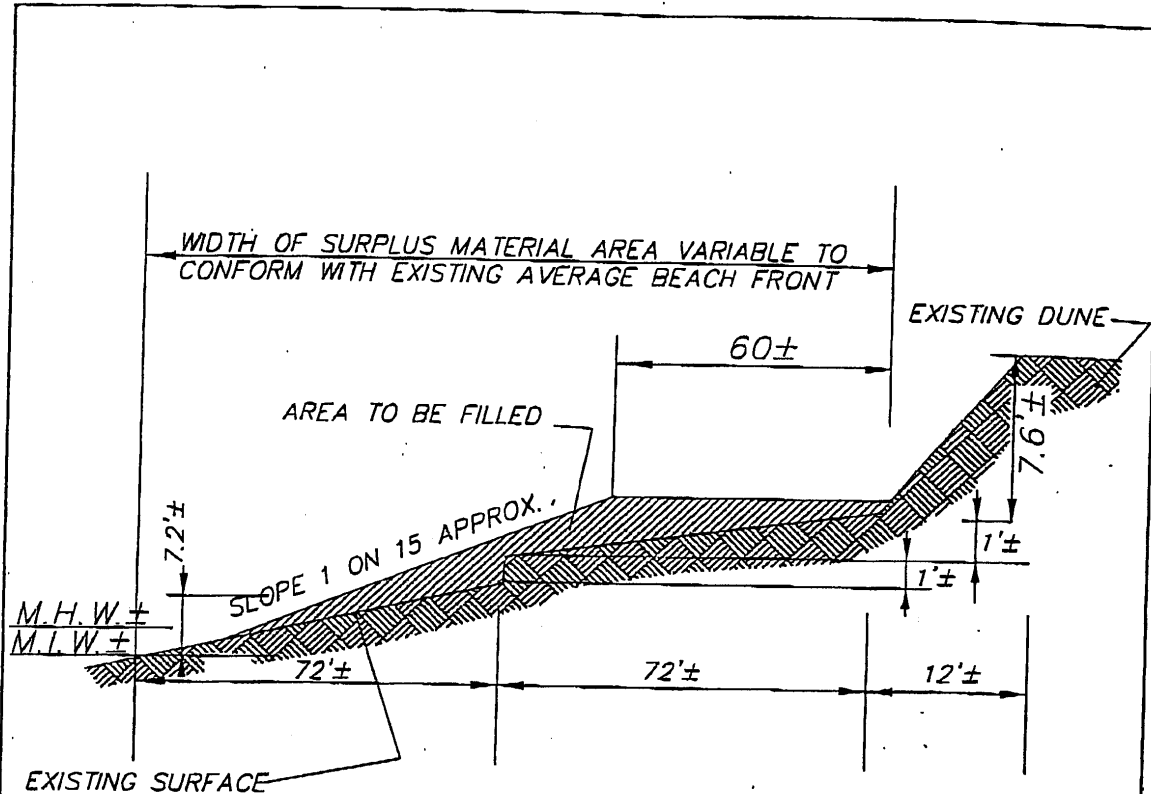 WIDTH OF SURPLUS MATERIAL AREA VARIABLE TO
CONFORM WITH EXISTING AVERAGE BEACH FRONT
EXISTING DUNE
60±
AREA TO BE FILLED
7.6'±
7.2'±
SLOPE 1 ON 15 APPROX.
1'±
1'±
M.H.W.±
M.L.W.±
72'±
72'±
12'±
EXISTING SURFACE